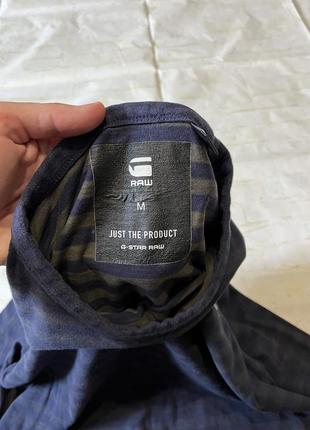 RAW
M
JUST THE PRODUCT
G-STAR RAW